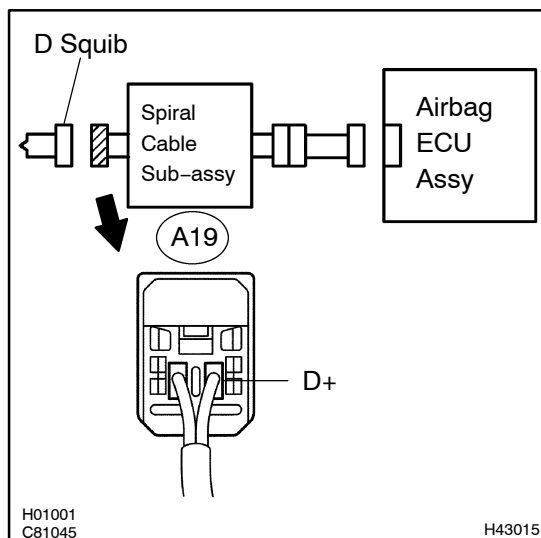 D Squib
Spiral
Cable
Sub−assy
Airbag
ECU
Assy
A19
D+
H01001
C81045
H43015